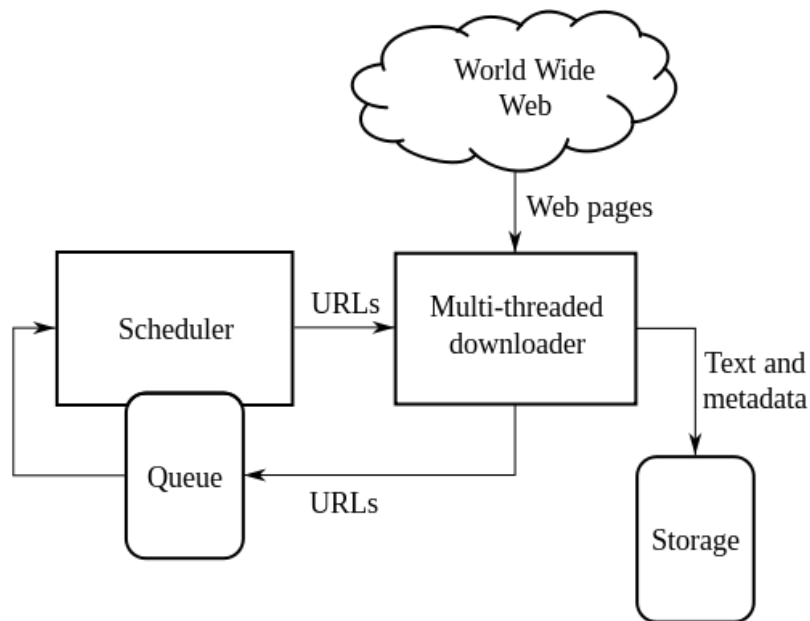 World Wide
Web
Web pages
URLs
Scheduler
Multi-threaded
downloader
Text and
metadata
Queue
URLs
Storage